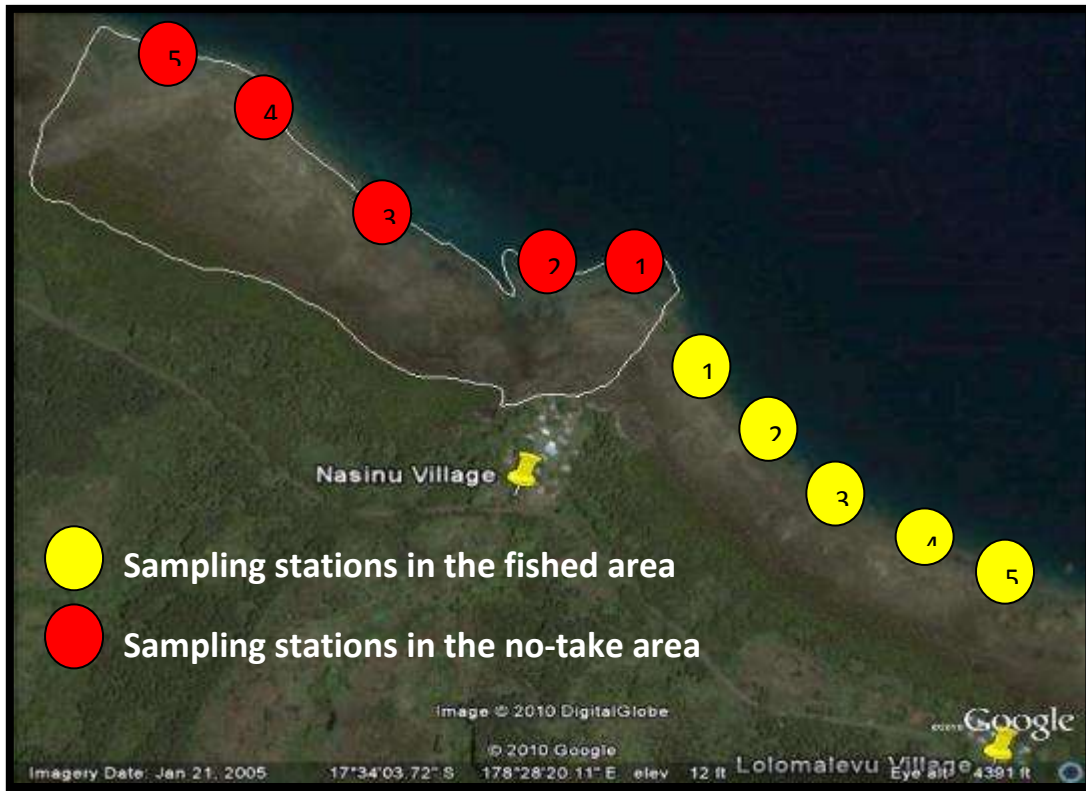 5
4
3
2
1
1
2
3
4
5
Nasinu Village
Sampling stations in the fished area
Sampling stations in the no-take area
Image © 2010 DigitalGlobe
© 2010 Google
©2010 Google
Lolomalevu Village
Imagery Date: Jan 21, 2005 17°34'03.72" S 178°28'20.11" E elev 12 ft Eye alt 4391 ft